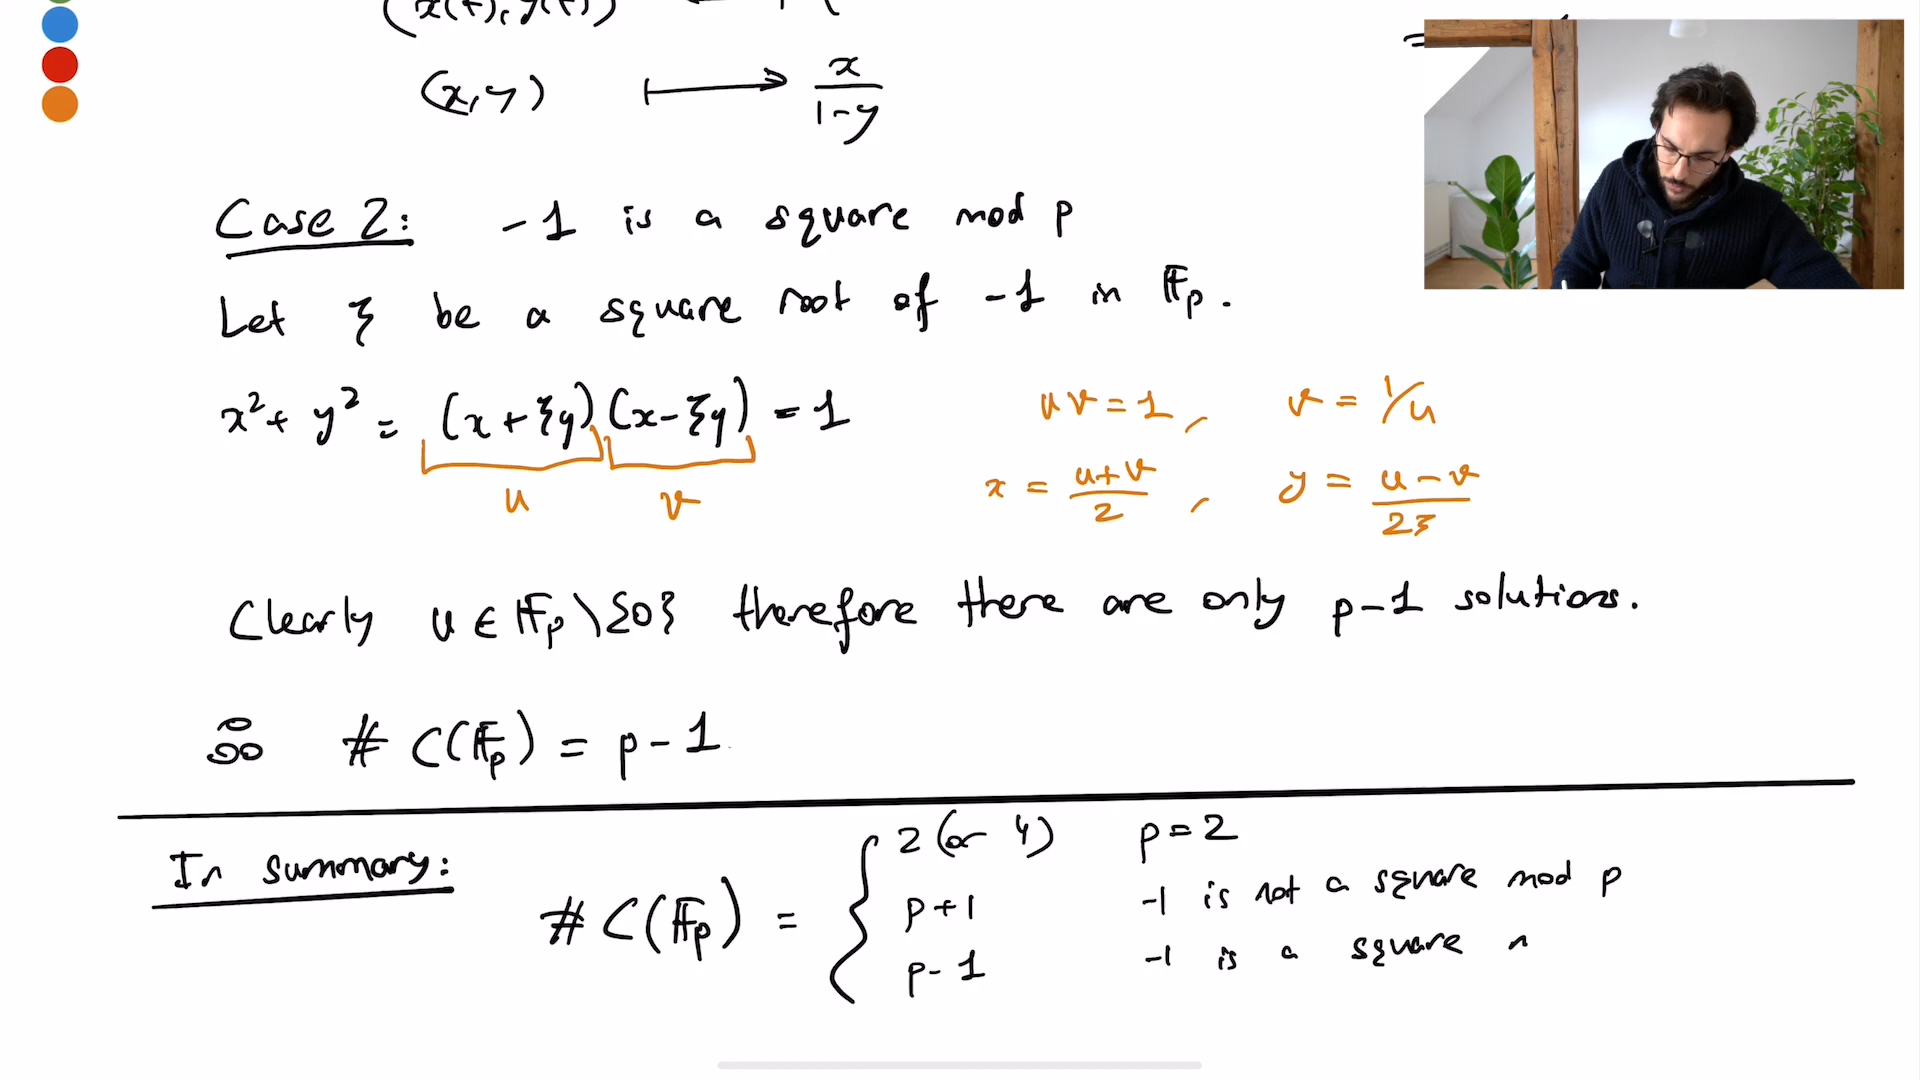 (x(t), y(t))
(x,y) ⟼ x/(1-y)
Case 2: -1 is a square mod p
Let ξ be a square root of -1 in 𝔽p.
x² + y² = (x+ξy)(x-ξy) = 1
u v
uv = 1, v = 1/u
x = (u+v)/2, y = (u-v)/2ξ
Clearly u ∈ 𝔽p \ {0} therefore there are only p-1 solutions.
So # C(𝔽p) = p-1.
In summary:
# C(𝔽p) = {
2 (or 4) p = 2
p+1 -1 is not a square mod p
p-1 -1 is a square